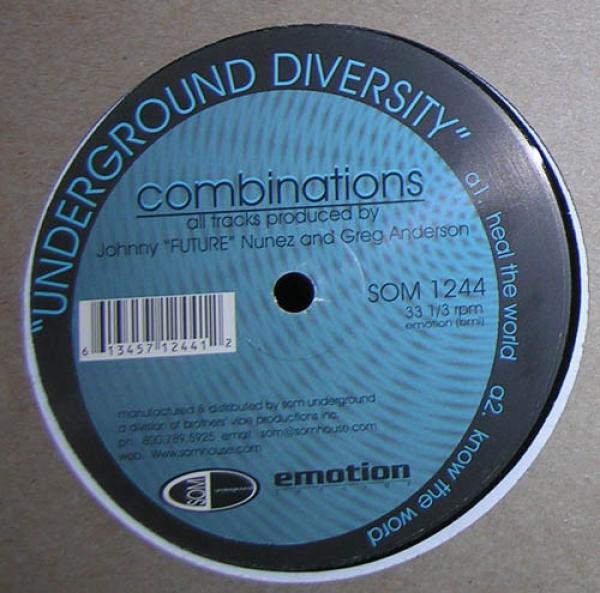 "UNDERGROUND DIVERSITY"
a1. heal the world
a2. know the word
combinations
all tracks produced by
Johnny "FUTURE" Nunez and Greg Anderson
SOM 1244
33 1/3 rpm
emotion (bmi)
6 13457 12441 2
manufactured & distributed by som underground
a division of brothers' vibe productions inc.
ph: 800.789.5925 email: som@somhouse.com
web: Www.somhouse.com
SOM underground
emotion